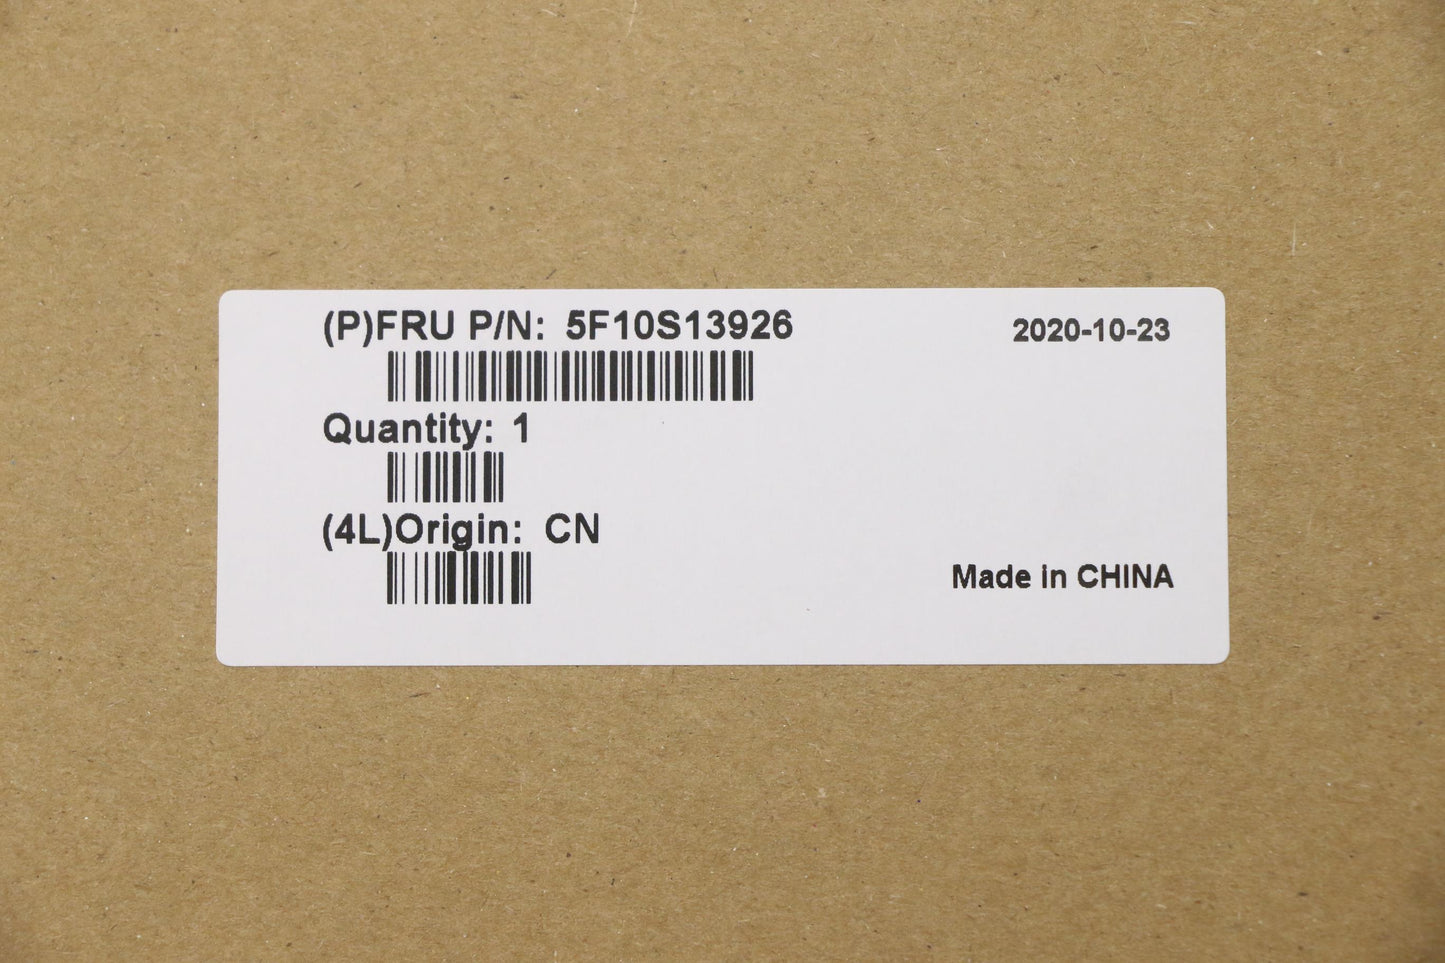 (P)FRU P/N: 5F10S13926
2020-10-23
Quantity: 1
(4L)Origin: CN
Made in CHINA